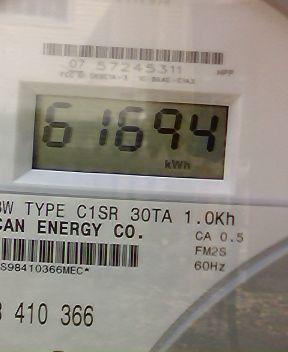 07 57245311
61694
kWh
3W TYPE C1SR 30TA 1.0Kh
CAN ENERGY CO.
CA 0.5
FM2S
60Hz
S98410366MEC*
410 366